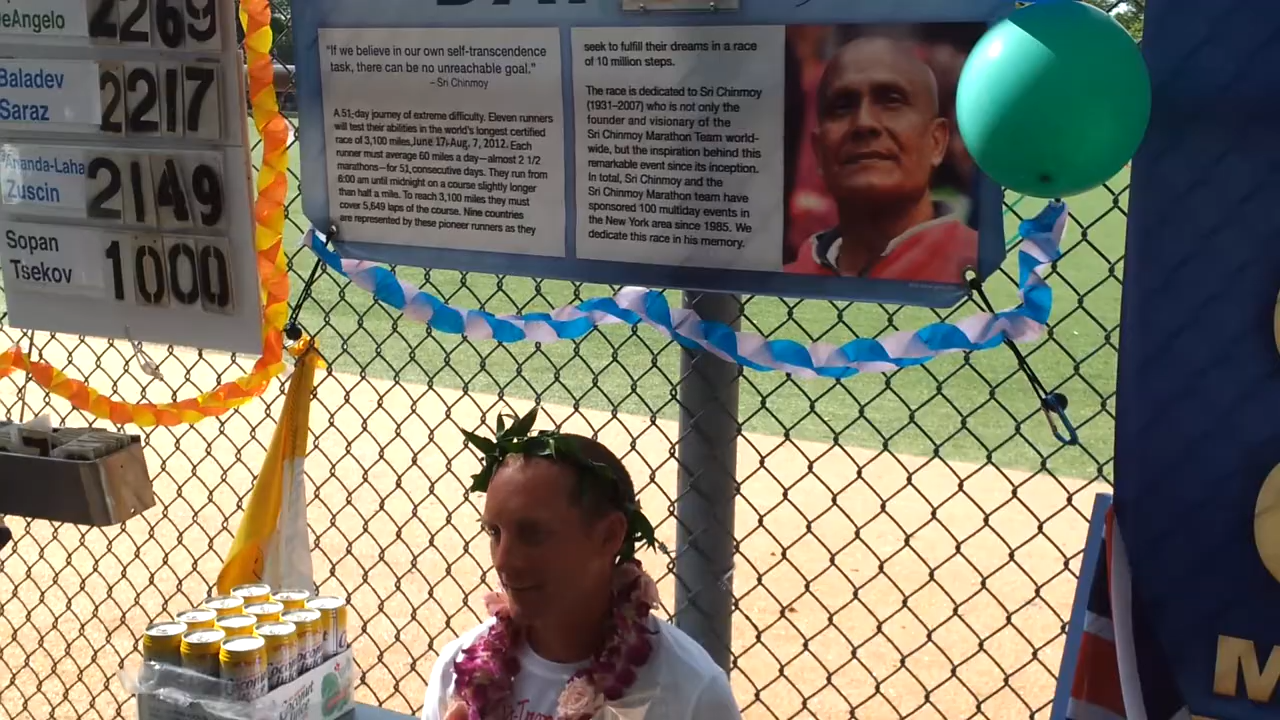 DeAngelo 2269
Baladev
Saraz 2217
Ananda-Laha
Zuscin 2149
Sopan
Tsekov 1000
"If we believe in our own self-transcendence
task, there can be no unreachable goal."
– Sri Chinmoy
A 51-day journey of extreme difficulty. Eleven runners
will test their abilities in the world's longest certified
race of 3,100 miles, June 17-Aug. 7, 2012. Each
runner must average 60 miles a day—almost 2 1/2
marathons—for 51 consecutive days. They run from
6:00 am until midnight on a course slightly longer
than half a mile. To reach 3,100 miles they must
cover 5,649 laps of the course. Nine countries
are represented by these pioneer runners as they
seek to fulfill their dreams in a race
of 10 million steps.
The race is dedicated to Sri Chinmoy
(1931–2007) who is not only the
founder and visionary of the
Sri Chinmoy Marathon Team world-
wide, but the inspiration behind this
remarkable event since its inception.
In total, Sri Chinmoy and the
Sri Chinmoy Marathon team have
sponsored 100 multiday events in
the New York area since 1985. We
dedicate this race in his memory.
Coconut
M